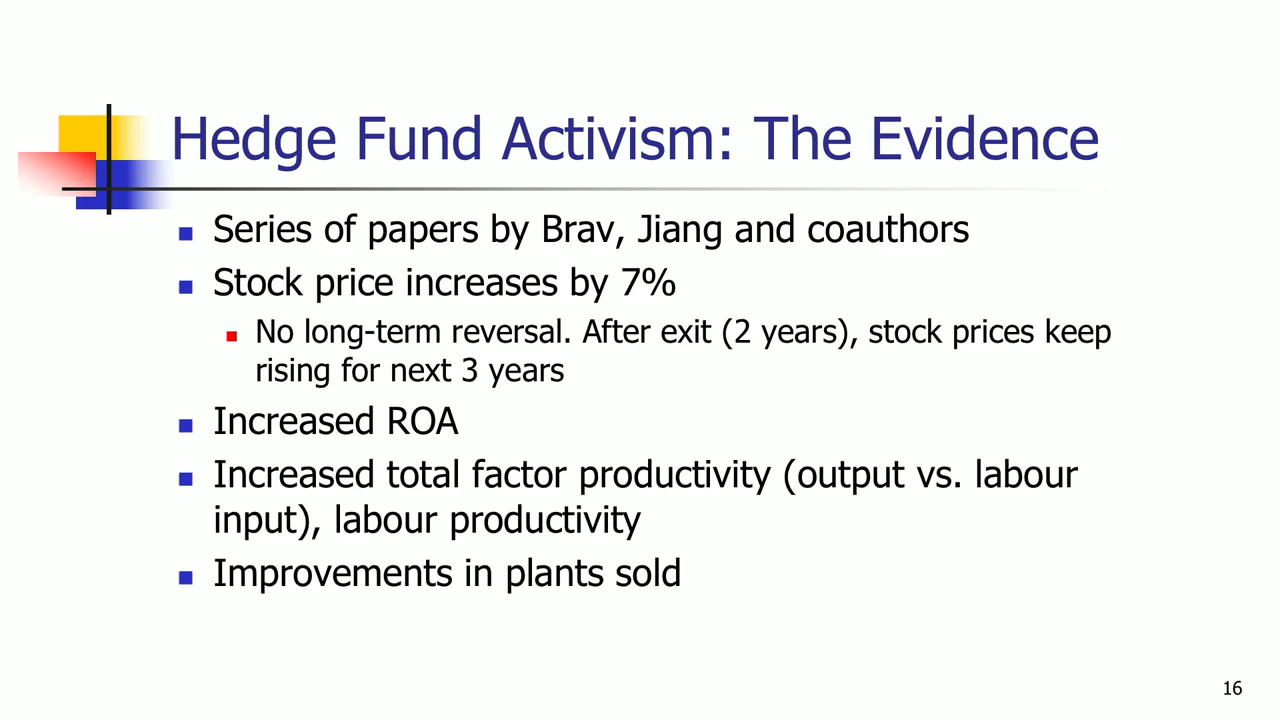 Hedge Fund Activism: The Evidence
Series of papers by Brav, Jiang and coauthors
Stock price increases by 7%
No long-term reversal. After exit (2 years), stock prices keep
rising for next 3 years
Increased ROA
Increased total factor productivity (output vs. labour
input), labour productivity
Improvements in plants sold
16